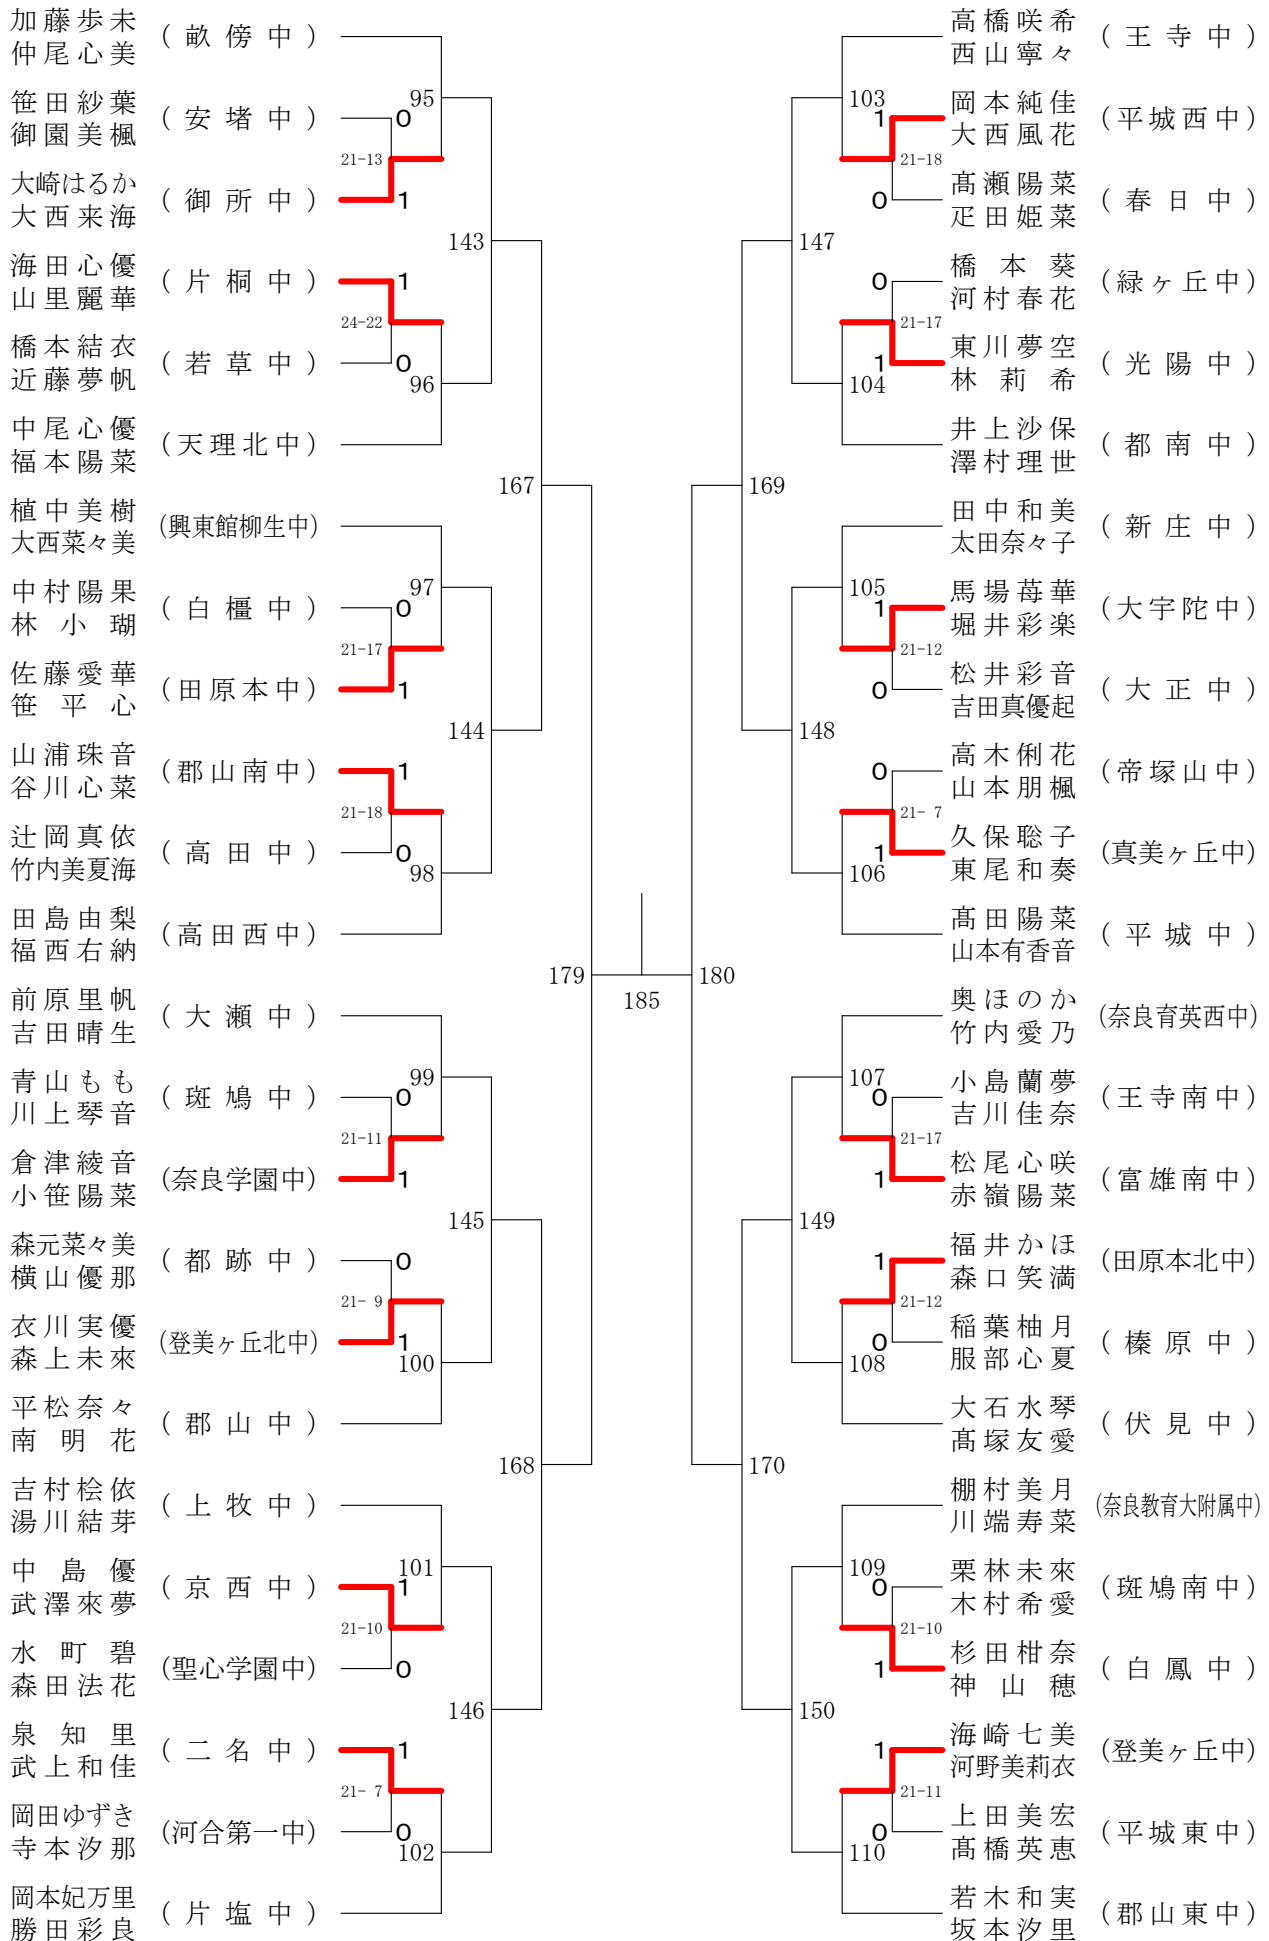 加藤歩未
仲尾心美
(畝傍中)
95
笹田紗葉
御園美楓
(安堵中)
0
21-13
大崎はるか
大西来海
(御所中)
1
143
海田心優
山里麗華
(片桐中)
1
24-22
橋本結衣
近藤夢帆
(若草中)
0
96
中尾心優
福本陽菜
(天理北中)
167
植中美樹
大西菜々美
(興東館柳生中)
97
中村陽果
林小瑚
(白橿中)
0
21-17
佐藤愛華
笹平心
(田原本中)
1
144
山浦珠音
谷川心菜
(郡山南中)
1
21-18
辻岡真依
竹内美夏海
(高田中)
0
98
田島由梨
福西右納
(高田西中)
179
前原里帆
吉田晴生
(大瀬中)
99
青山もも
川上琴音
(斑鳩中)
0
21-11
倉津綾音
小笹陽菜
(奈良学園中)
1
145
森元菜々美
横山優那
(都跡中)
0
21- 9
衣川実優
森上未來
(登美ヶ丘北中)
1
100
平松奈々
南明花
(郡山中)
168
吉村桧依
湯川結芽
(上牧中)
101
中島優
武澤來夢
(京西中)
1
21-10
水町碧
森田法花
(聖心学園中)
0
146
泉知里
武上和佳
(二名中)
1
21- 7
岡田ゆずき
寺本汐那
(河合第一中)
0
102
岡本妃万里
勝田彩良
(片塩中)
185
高橋咲希
西山寧々
(王寺中)
103
岡本純佳
大西風花
(平城西中)
1
21-18
髙瀬陽菜
疋田姫菜
(春日中)
0
147
橋本葵
河村春花
(緑ヶ丘中)
0
21-17
東川夢空
林莉希
(光陽中)
1
104
井上沙保
澤村理世
(都南中)
169
田中和美
太田奈々子
(新庄中)
105
馬場苺華
堀井彩楽
(大宇陀中)
1
21-12
松井彩音
吉田真優起
(大正中)
0
148
高木俐花
山本朋楓
(帝塚山中)
0
21- 7
久保聡子
東尾和奏
(真美ヶ丘中)
1
106
髙田陽菜
山本有香音
(平城中)
180
奥ほのか
竹内愛乃
(奈良育英西中)
107
小島蘭夢
吉川佳奈
(王寺南中)
0
21-17
松尾心咲
赤嶺陽菜
(富雄南中)
1
149
福井かほ
森口笑満
(田原本北中)
1
21-12
稲葉柚月
服部心夏
(榛原中)
0
108
大石水琴
髙塚友愛
(伏見中)
170
棚村美月
川端寿菜
(奈良教育大附属中)
109
栗林未來
木村希愛
(斑鳩南中)
0
21-10
杉田柑奈
神山穂
(白鳳中)
1
150
海崎七美
河野美莉衣
(登美ヶ丘中)
1
21-11
上田美宏
髙橋英恵
(平城東中)
0
110
若木和実
坂本汐里
(郡山東中)